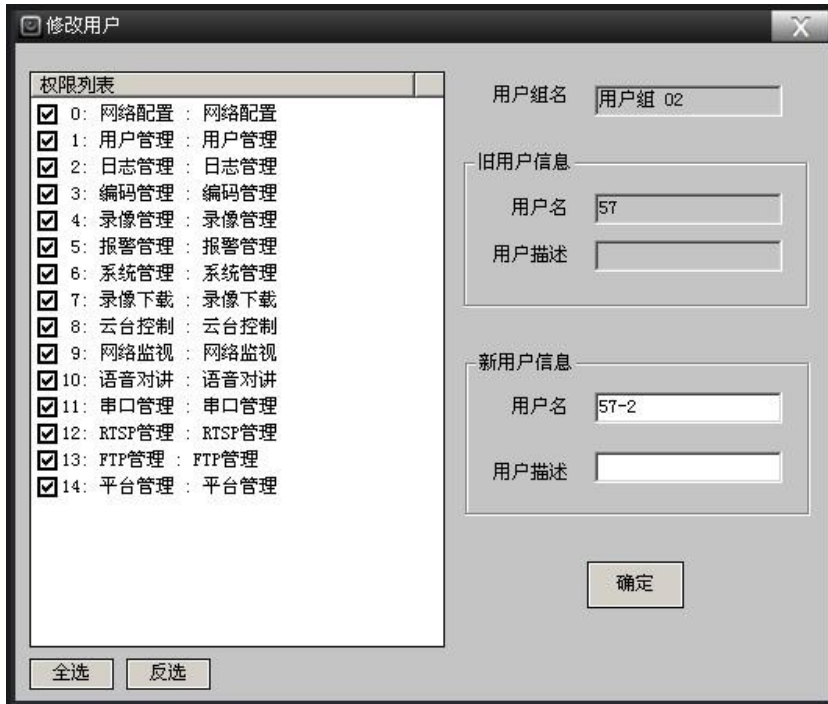 修改用户
X
权限列表
0: 网络配置 : 网络配置
1: 用户管理 : 用户管理
2: 日志管理 : 日志管理
3: 编码管理 : 编码管理
4: 录像管理 : 录像管理
5: 报警管理 : 报警管理
6: 系统管理 : 系统管理
7: 录像下载 : 录像下载
8: 云台控制 : 云台控制
9: 网络监视 : 网络监视
10: 语音对讲 : 语音对讲
11: 串口管理 : 串口管理
12: RTSP管理 : RTSP管理
13: FTP管理 : FTP管理
14: 平台管理 : 平台管理
全选 反选
用户组名 用户组 02
旧用户信息
用户名 57
用户描述
新用户信息
用户名 57-2
用户描述
确定